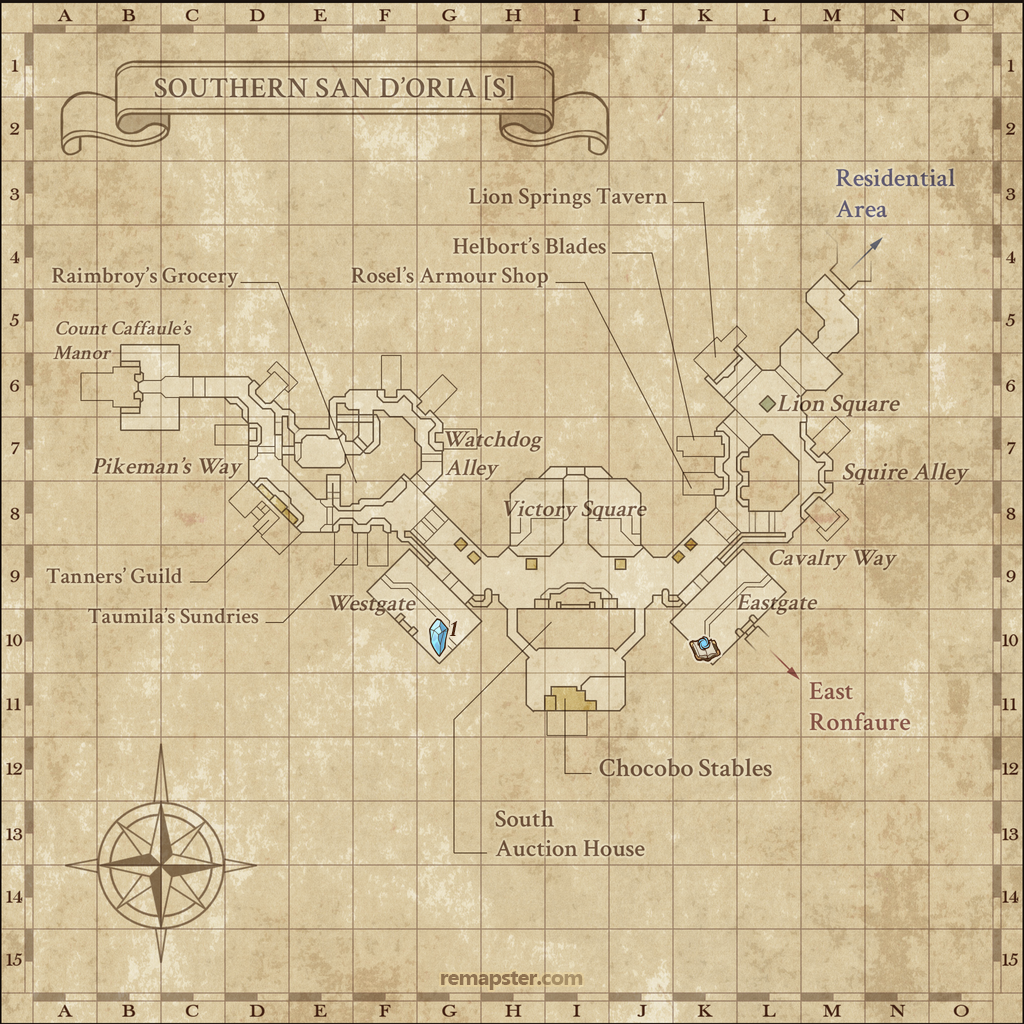 A B C D E F G H I J K L M N O
1 1
SOUTHERN SAN D'ORIA [S]
2 2
Residential
Area
3 3
Lion Springs Tavern
Helbort's Blades
4 4
Raimbroy's Grocery
Rosel's Armour Shop
5 5
Count Caffaule's
Manor
6 6
Lion Square
Watchdog
Alley
7 7
Pikeman's Way
Squire Alley
Victory Square
8 8
Cavalry Way
9 9
Tanners' Guild
Westgate
Eastgate
Taumila's Sundries
1
10 10
East
Ronfaure
11 11
Chocobo Stables
12 12
South
Auction House
13 13
14 14
15 15
remapster.com
A B C D E F G H I J K L M N O